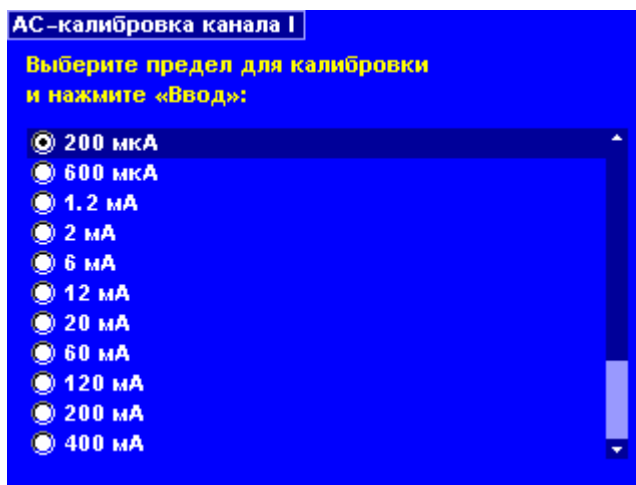 AC-калибровка канала I
Выберите предел для калибровки
и нажмите «Ввод»:
200 мкА
600 мкА
1.2 мА
2 мА
6 мА
12 мА
20 мА
60 мА
120 мА
200 мА
400 мА